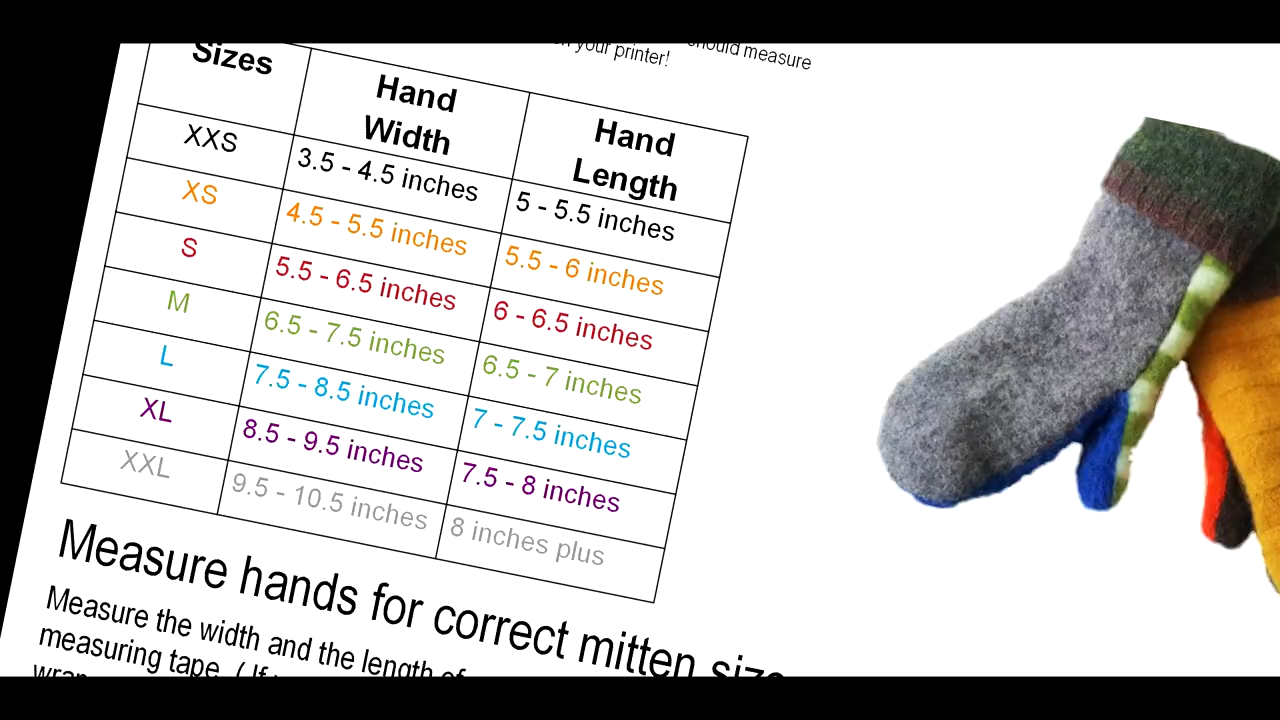 should measure
your printer!
Sizes Hand Width Hand Length
XXS 3.5 - 4.5 inches 5 - 5.5 inches
XS 4.5 - 5.5 inches 5.5 - 6 inches
S 5.5 - 6.5 inches 6 - 6.5 inches
M 6.5 - 7.5 inches 6.5 - 7 inches
L 7.5 - 8.5 inches 7 - 7.5 inches
XL 8.5 - 9.5 inches 7.5 - 8 inches
XXL 9.5 - 10.5 inches 8 inches plus
Measure hands for correct mitten size
Measure the width and the length of
measuring tape. ( If